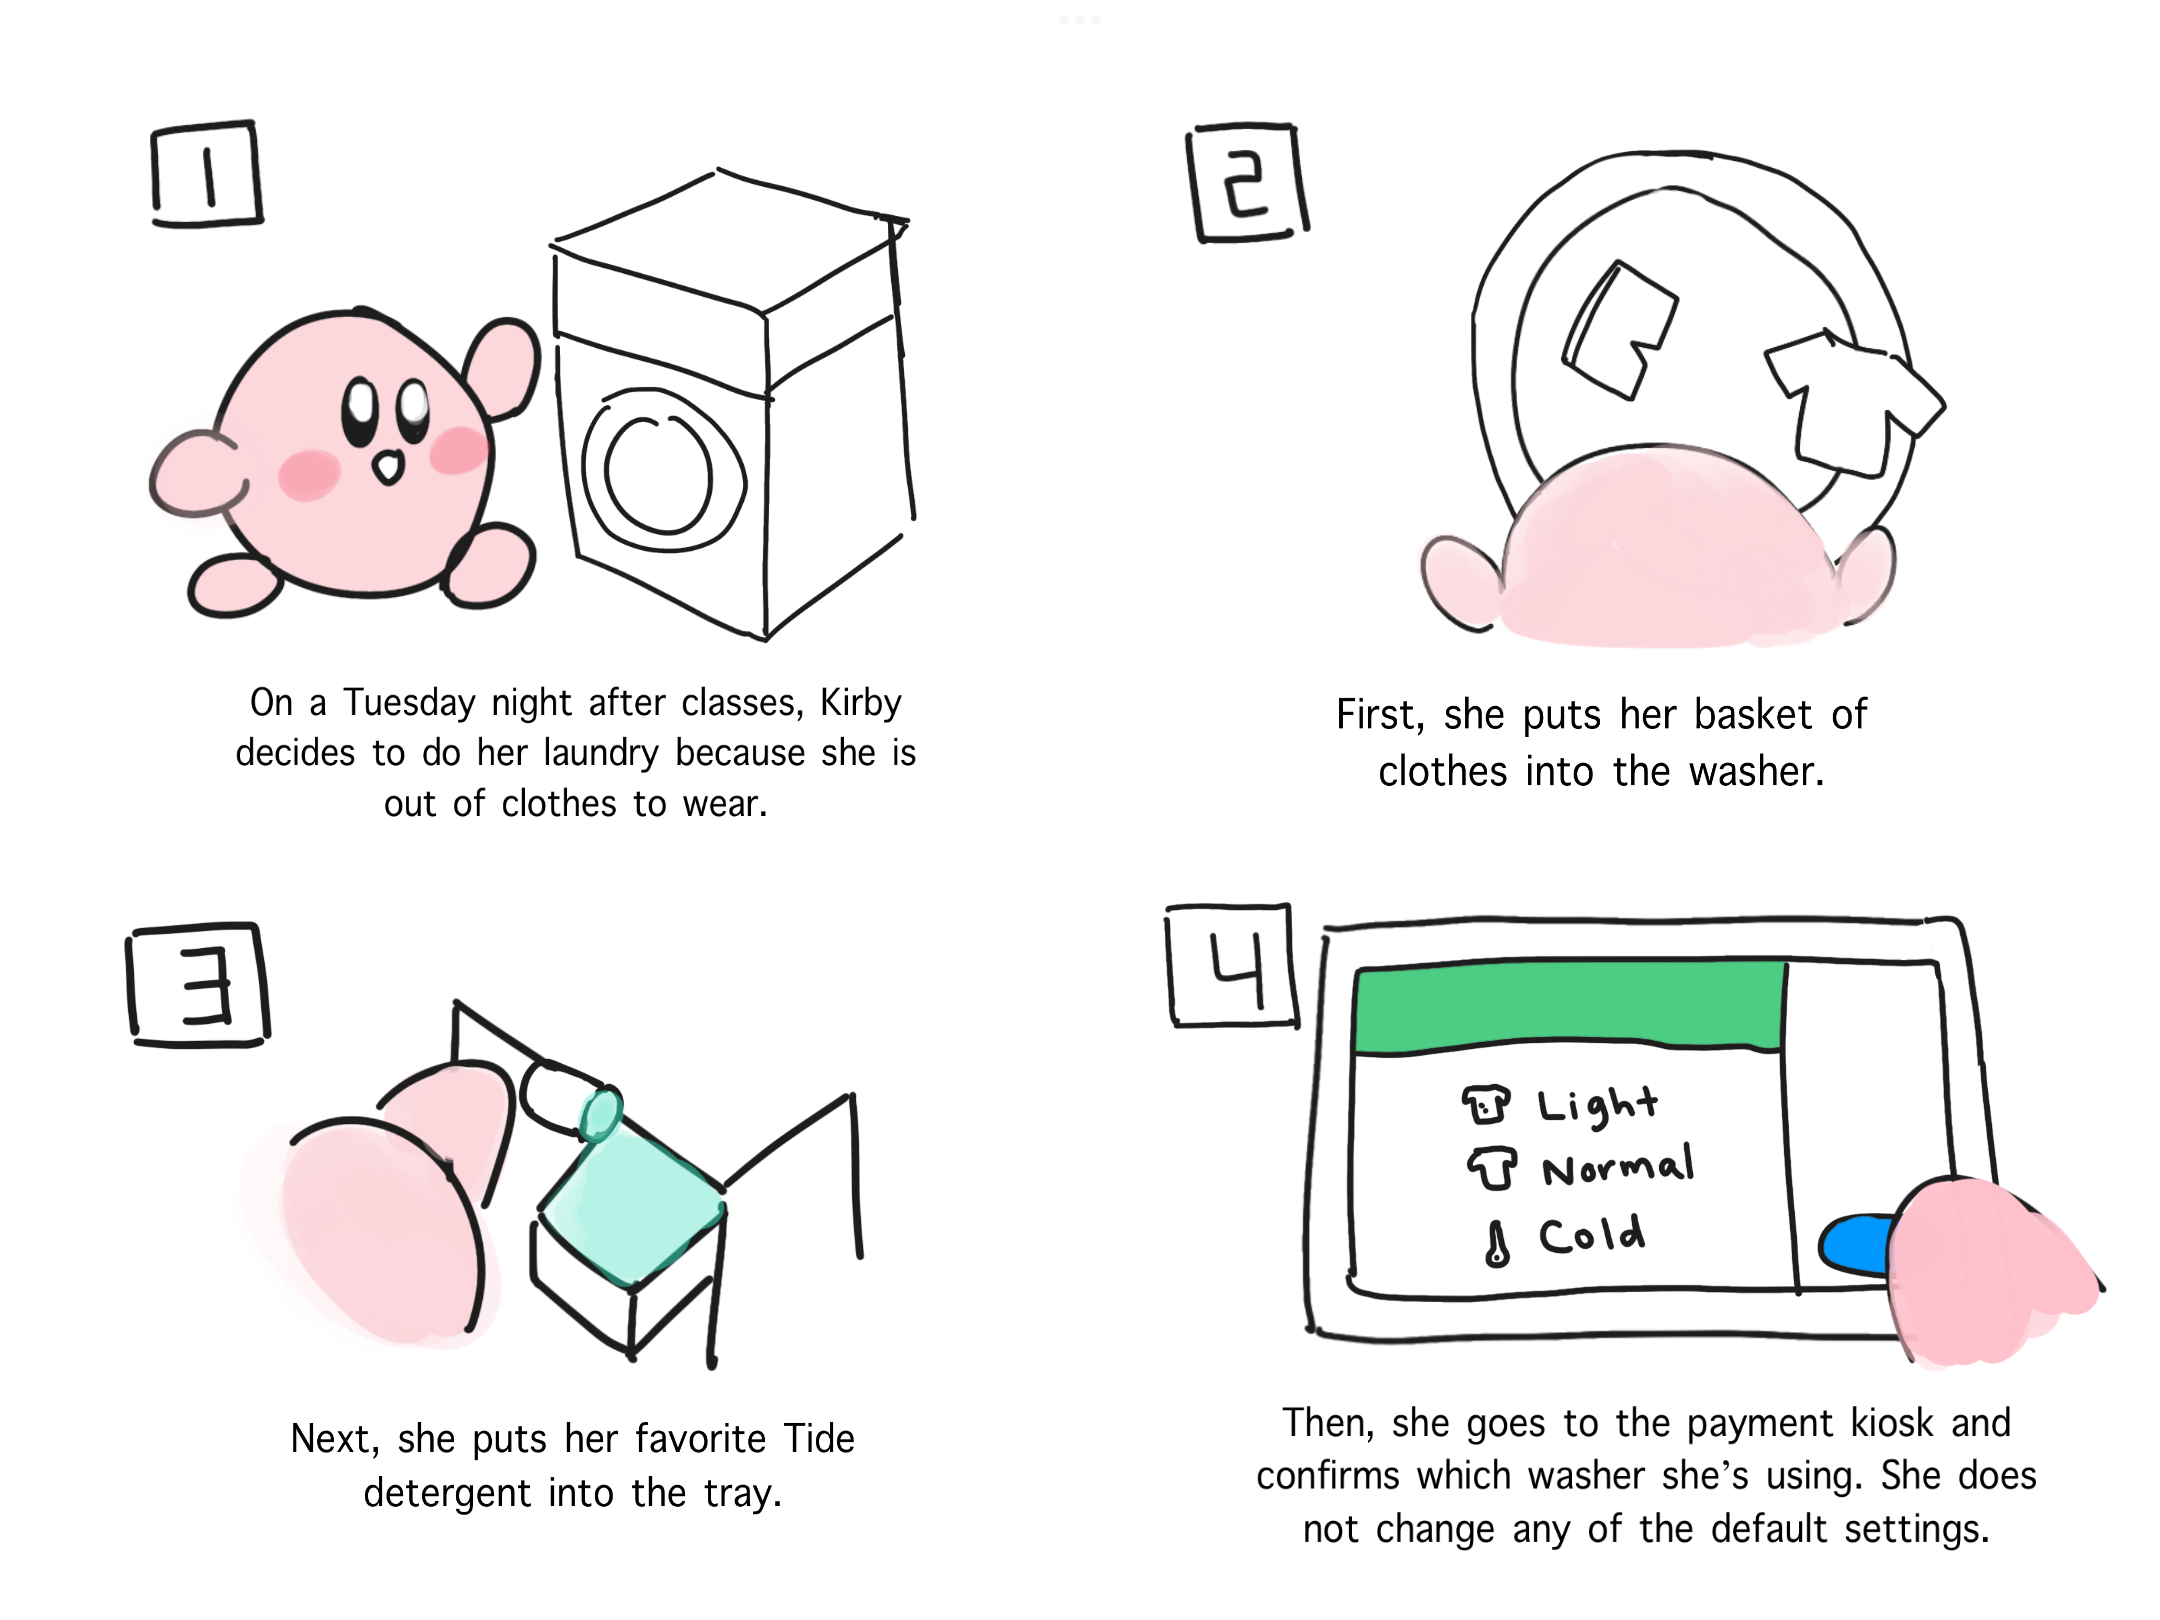 1
On a Tuesday night after classes, Kirby
decides to do her laundry because she is
out of clothes to wear.
2
First, she puts her basket of
clothes into the washer.
3
Next, she puts her favorite Tide
detergent into the tray.
4
Light
Normal
Cold
Then, she goes to the payment kiosk and
confirms which washer she’s using. She does
not change any of the default settings.